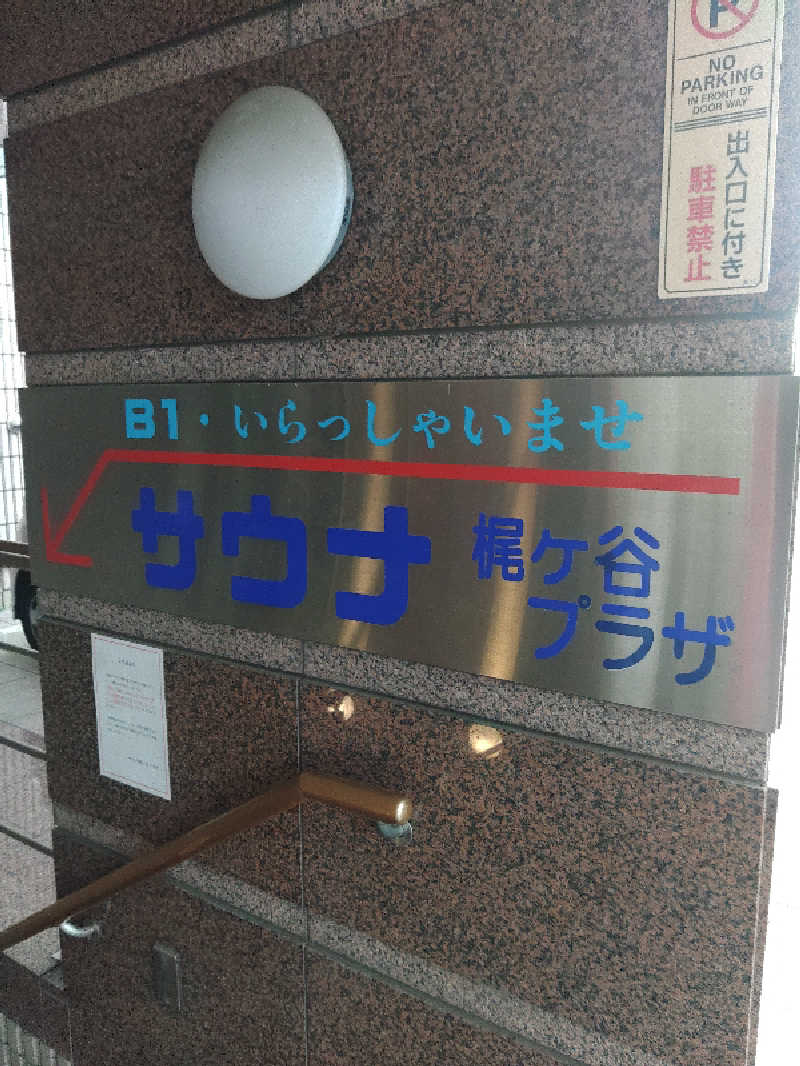 NO
PARKING
IN FRONT OF
DOOR WAY
出入口に付き
駐車禁止
B1・いらっしゃいませ
サウナ 梶ケ谷
プラザ